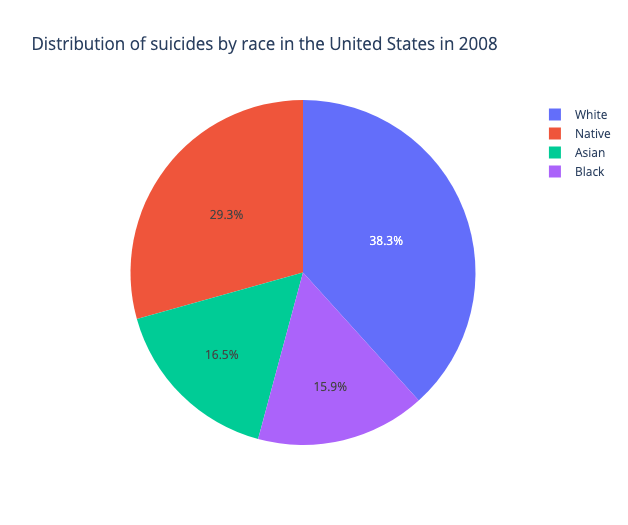 Distribution of suicides by race in the United States in 2008
White
Native
Asian
Black
29.3%
38.3%
16.5%
15.9%